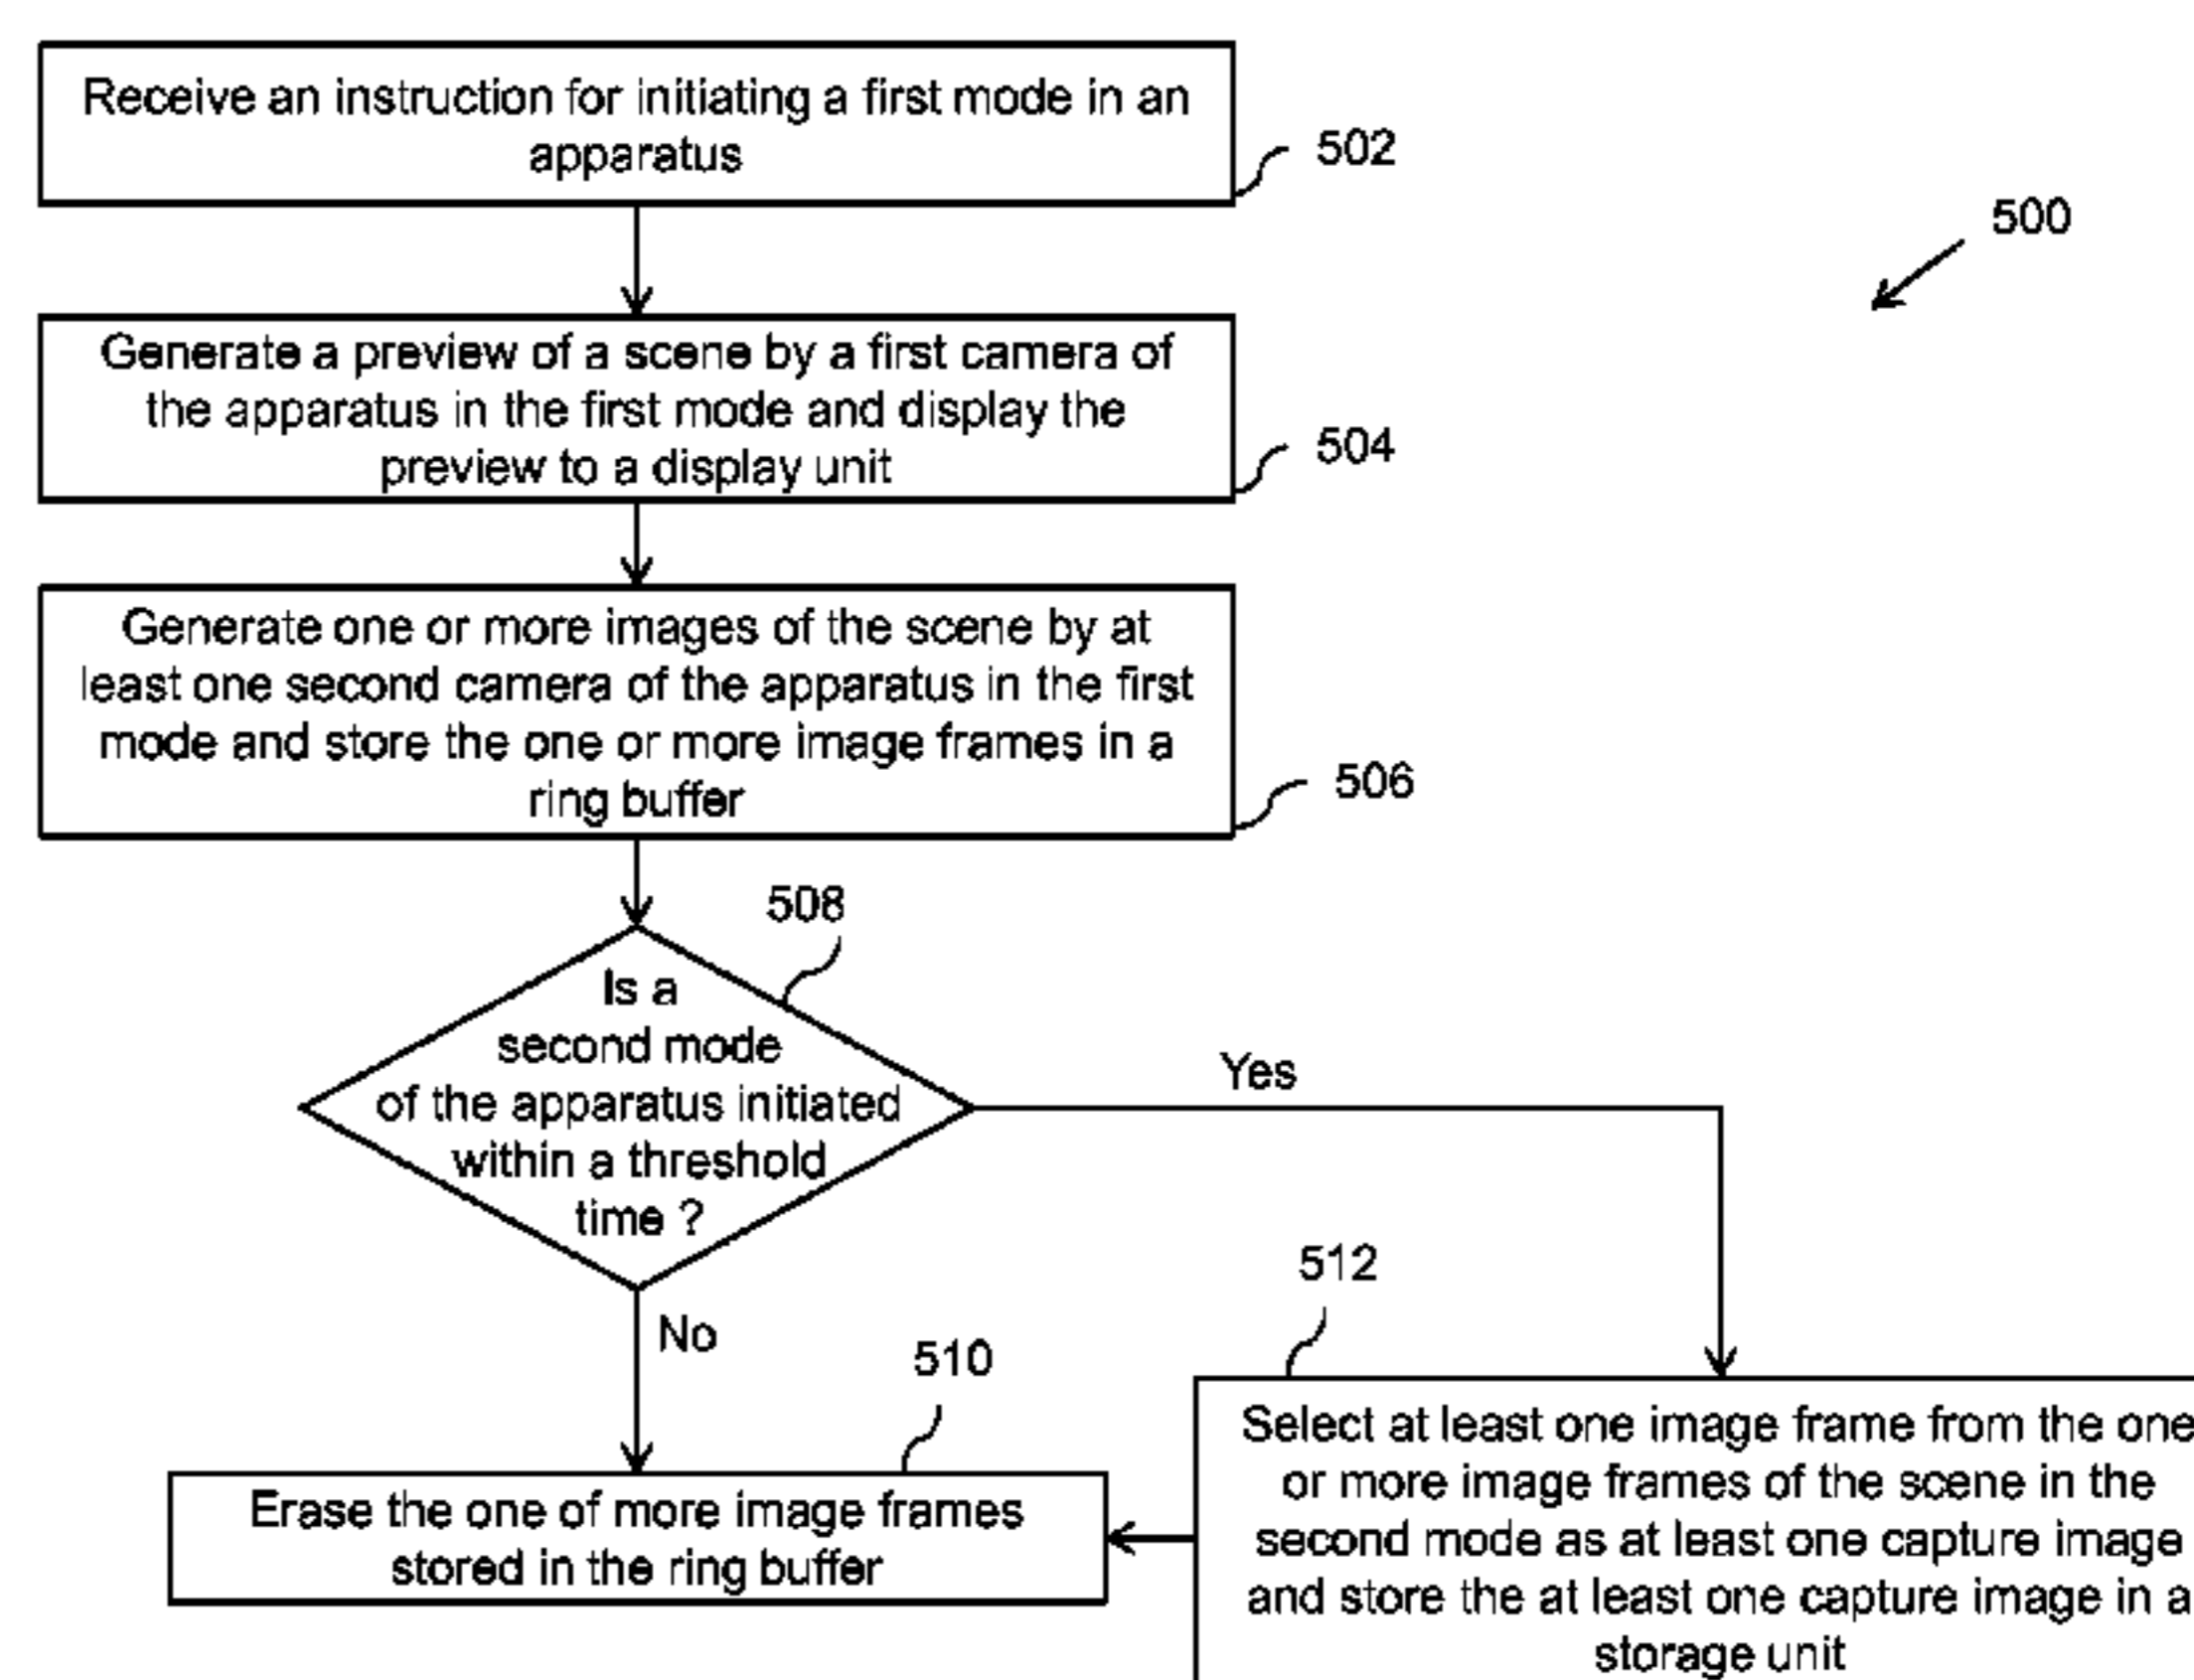 Receive an instruction for initiating a first mode in an
apparatus
502
500
Generate a preview of a scene by a first camera of
the apparatus in the first mode and display the
preview to a display unit
504
Generate one or more images of the scene by at
least one second camera of the apparatus in the first
mode and store the one or more image frames in a
ring buffer
506
508
Is a
second mode
of the apparatus initiated
within a threshold
time ?
Yes
No
512
510
Select at least one image frame from the one
or more image frames of the scene in the
second mode as at least one capture image
and store the at least one capture image in a
storage unit
Erase the one of more image frames
stored in the ring buffer